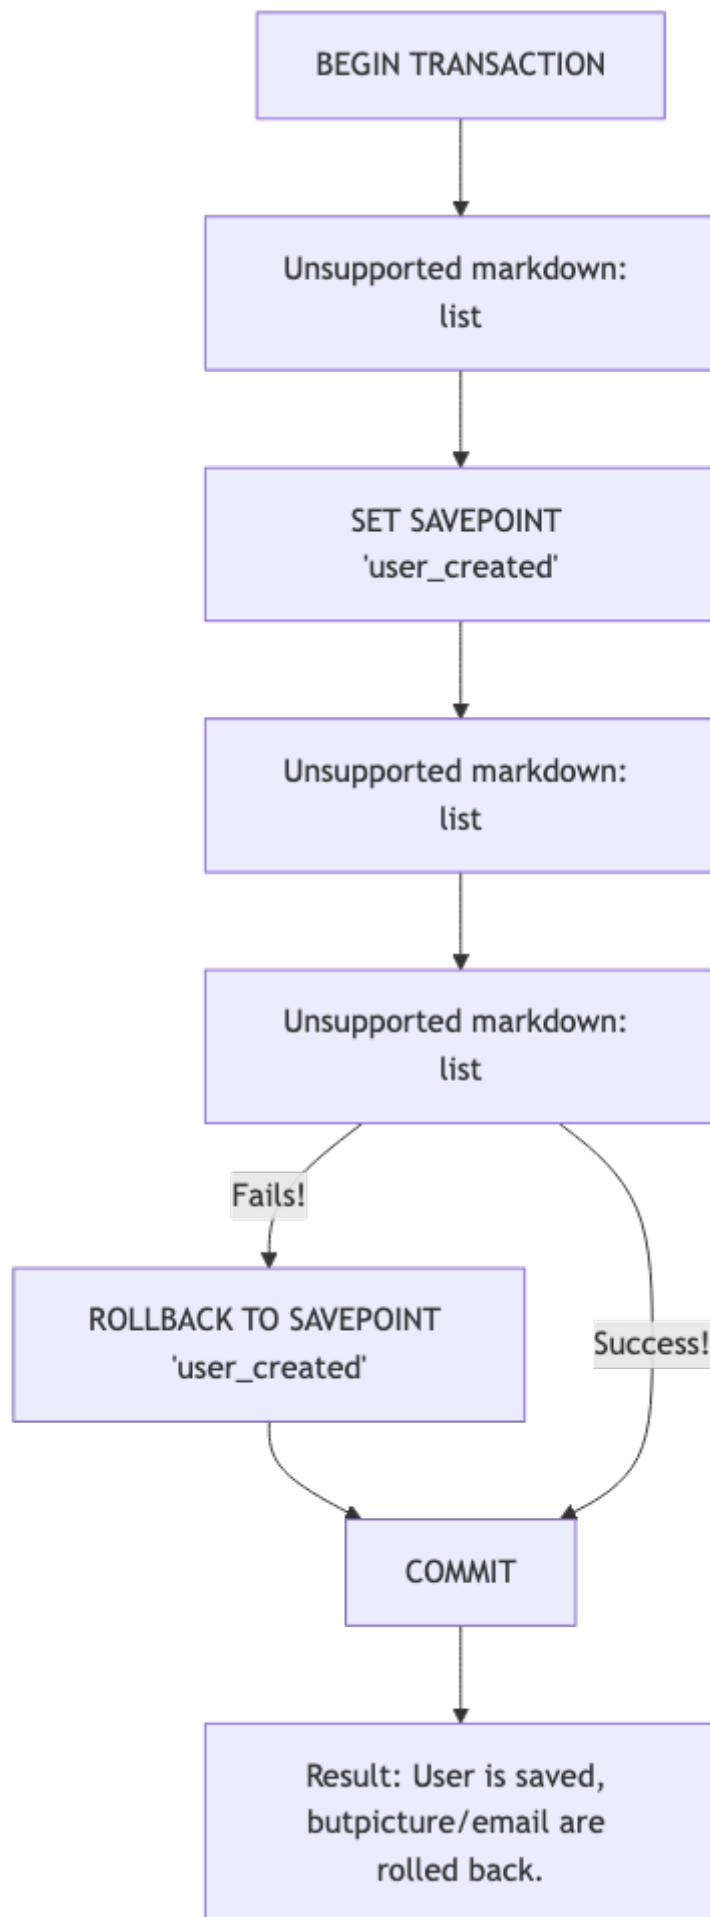 BEGIN TRANSACTION
Unsupported markdown:
list
SET SAVEPOINT
'user_created'
Unsupported markdown:
list
Unsupported markdown:
list
Fails!
ROLLBACK TO SAVEPOINT
'user_created'
Success!
COMMIT
Result: User is saved,
butpicture/email are
rolled back.